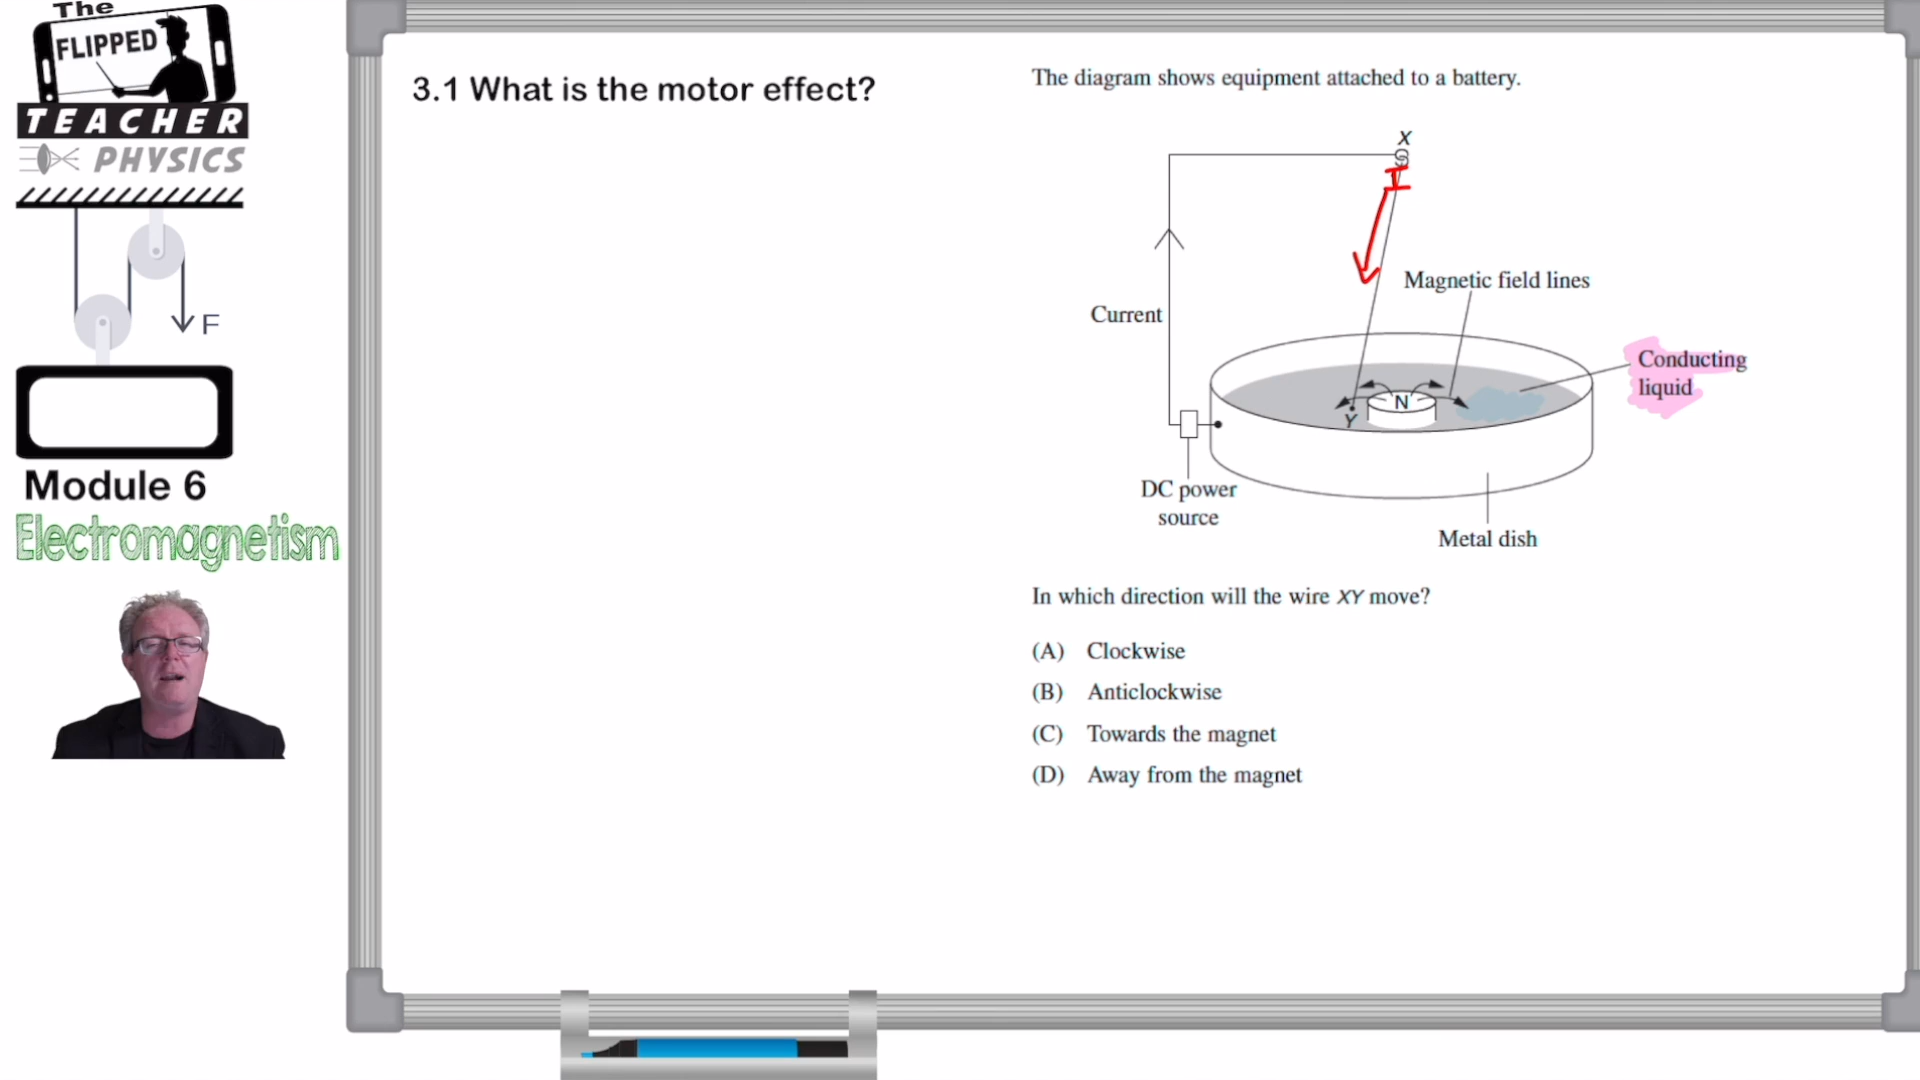 The
FLIPPED
TEACHER
PHYSICS
F
Module 6
Electromagnetism
3.1 What is the motor effect?
The diagram shows equipment attached to a battery.
X
I
Magnetic field lines
Current
Conducting
liquid
N
Y
DC power
source
Metal dish
In which direction will the wire XY move?
(A) Clockwise
(B) Anticlockwise
(C) Towards the magnet
(D) Away from the magnet